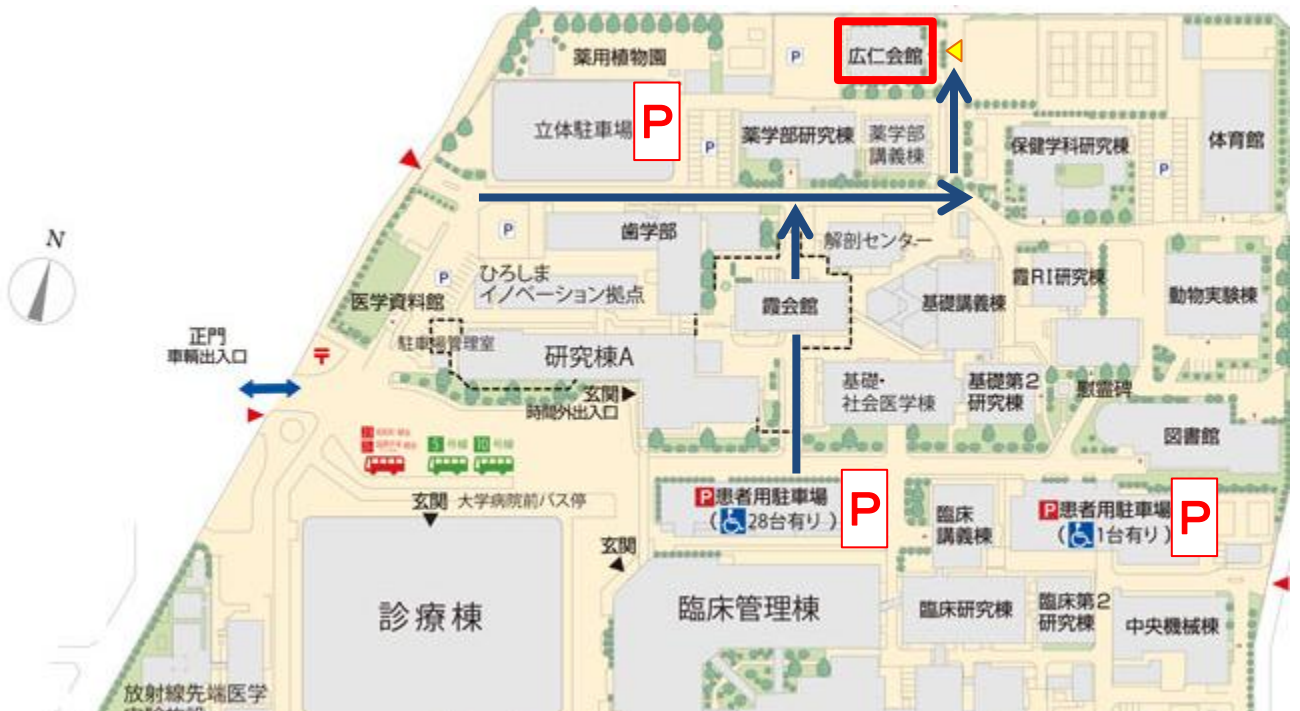 薬用植物園
P
広仁会館
立体駐車場
P
P
薬学部研究棟
薬学部
講義棟
保健学科研究棟
P
体育館
N
P
歯学部
解剖センター
P
ひろしま
イノベーション拠点
医学資料館
霞会館
基礎講義棟
霞RI研究棟
動物実験棟
正門
車輌出入口
〒
駐車場管理室
研究棟A
玄関
時間外出入口
基礎・
社会医学棟
基礎第2
研究棟
慰霊碑
図書館
5号線
10号線
玄関
大学病院前バス停
P患者用駐車場
(28台有り)
P
臨床
講義棟
P患者用駐車場
(1台有り)
P
玄関
診療棟
臨床管理棟
臨床研究棟
臨床第2
研究棟
中央機械棟
放射線先端医学